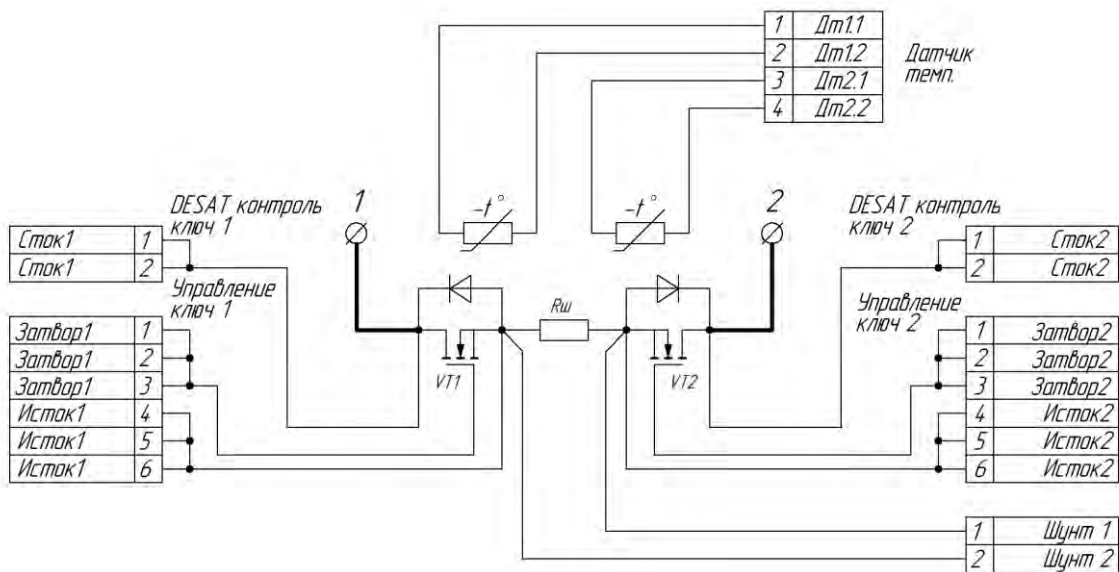 1 Дт1.1
2 Дт1.2
3 Дт2.1
4 Дт2.2
Датчик
темп.
DESAT контроль
ключ 1
1
-t°
-t°
2
DESAT контроль
ключ 2
Сток1 1
Сток1 2
1 Сток2
2 Сток2
Управление
ключ 1
Rш
Управление
ключ 2
Затвор1 1
Затвор1 2
Затвор1 3
Исток1 4
Исток1 5
Исток1 6
VT1
VT2
1 Затвор2
2 Затвор2
3 Затвор2
4 Исток2
5 Исток2
6 Исток2
1 Шунт 1
2 Шунт 2